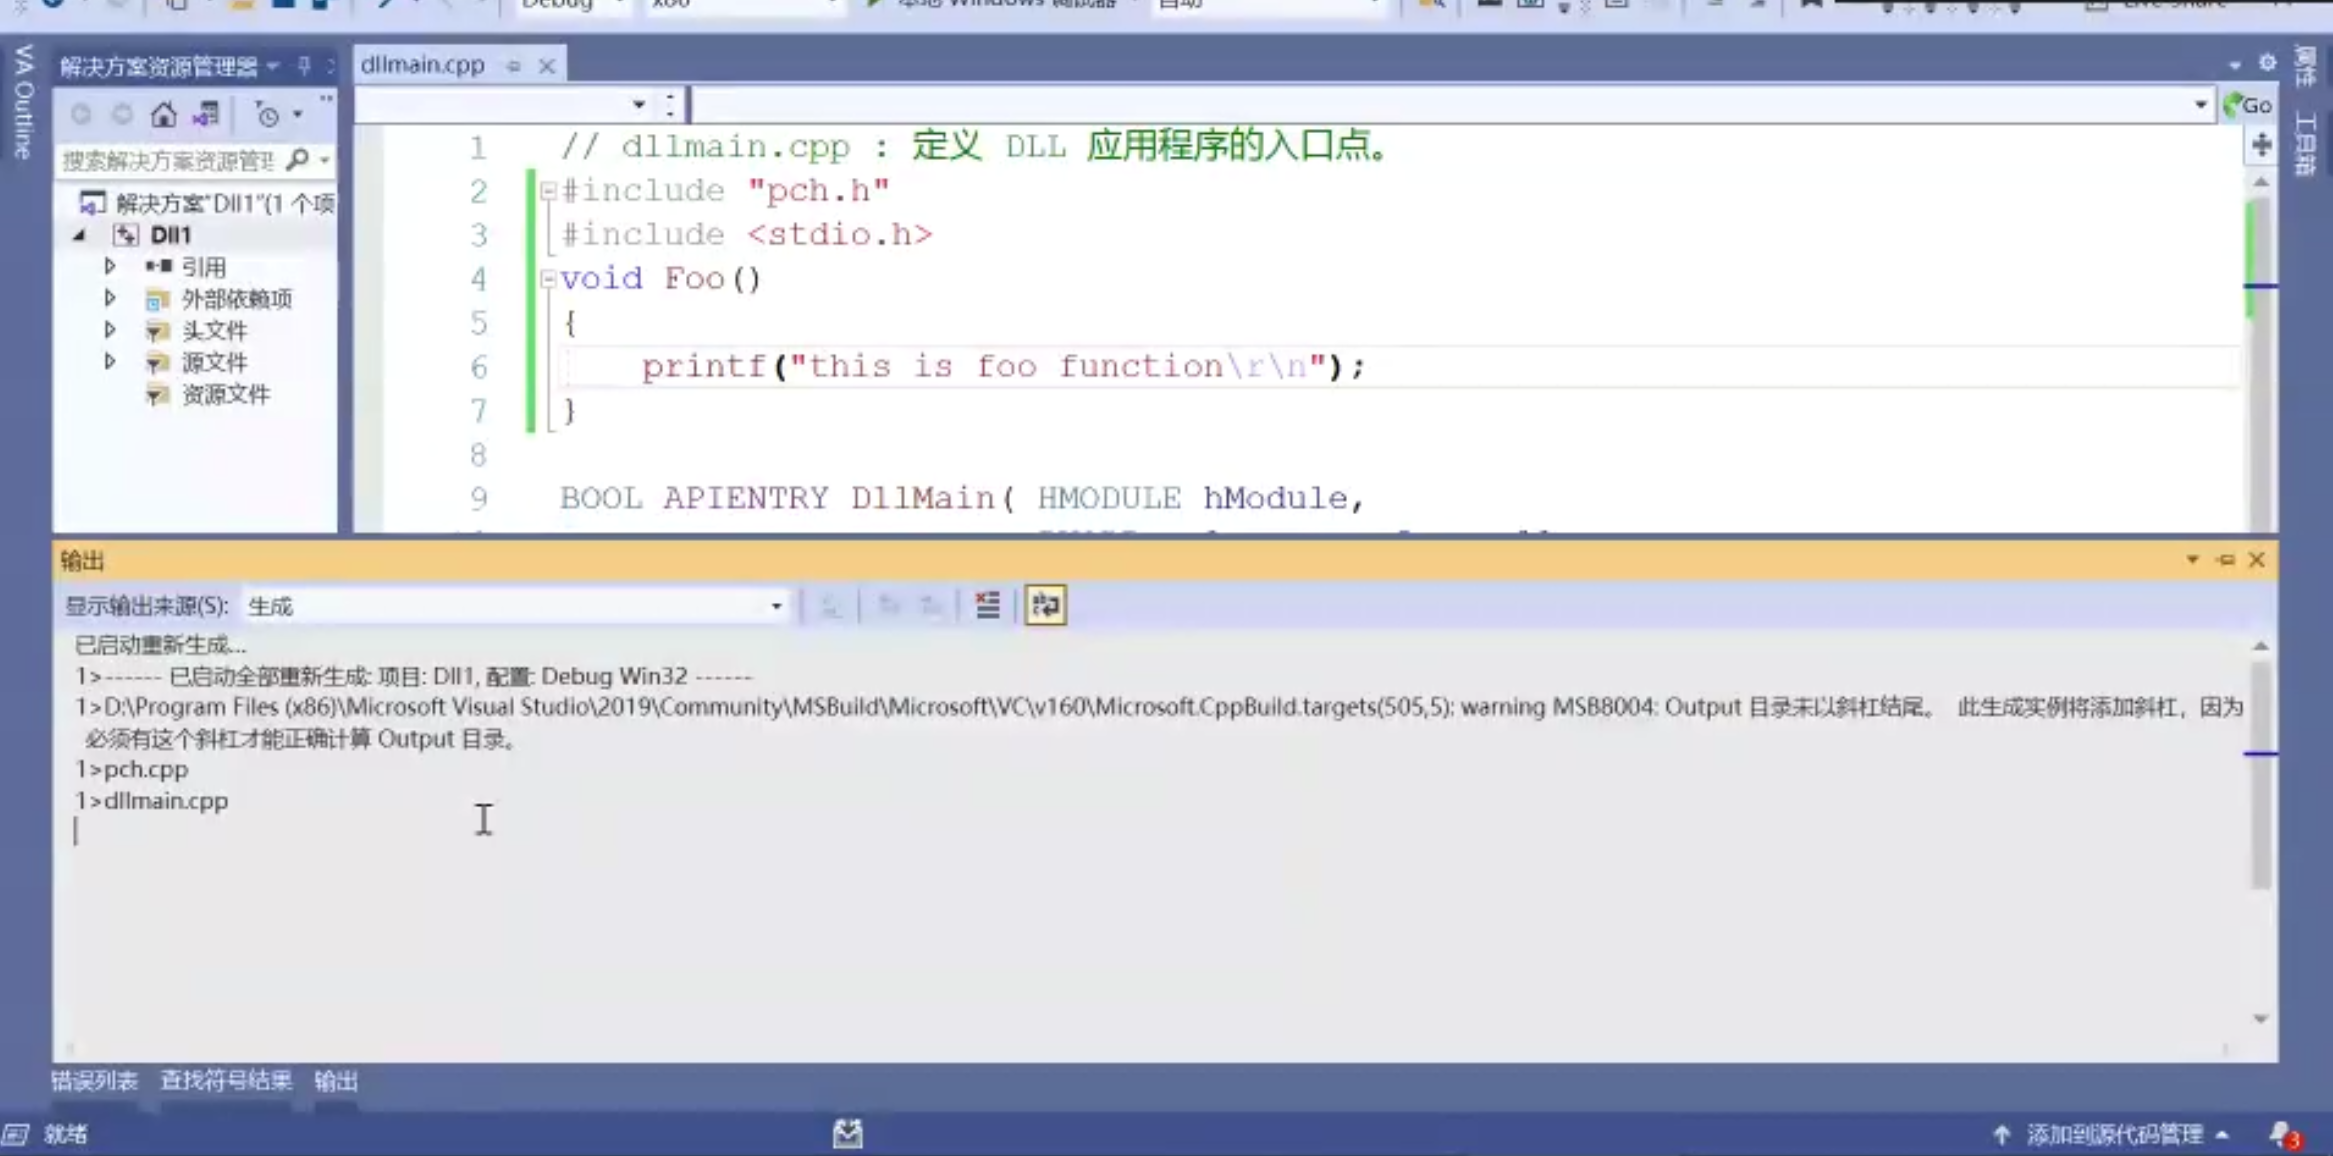 Debug
x86
本地 Windows 调试器
自动
Live Share
VA Outline
解决方案资源管理器
dllmain.cpp
属性
工具箱
Go
搜索解决方案资源管理
解决方案"Dll1"(1 个项
Dll1
引用
外部依赖项
头文件
源文件
资源文件
1 // dllmain.cpp : 定义 DLL 应用程序的入口点。
2 #include "pch.h"
3 #include <stdio.h>
4 void Foo()
5 {
6 printf("this is foo function\r\n");
7 }
8
9 BOOL APIENTRY DllMain( HMODULE hModule,
输出
显示输出来源(S): 生成
已启动重新生成...
1>------ 已启动全部重新生成: 项目: Dll1, 配置: Debug Win32 ------
1>D:\Program Files (x86)\Microsoft Visual Studio\2019\Community\MSBuild\Microsoft\VC\v160\Microsoft.CppBuild.targets(505,5): warning MSB8004: Output 目录未以斜杠结尾。 此生成实例将添加斜杠，因为
必须有这个斜杠才能正确计算 Output 目录。
1>pch.cpp
1>dllmain.cpp
错误列表 查找符号结果 输出
就绪
添加到源代码管理
3